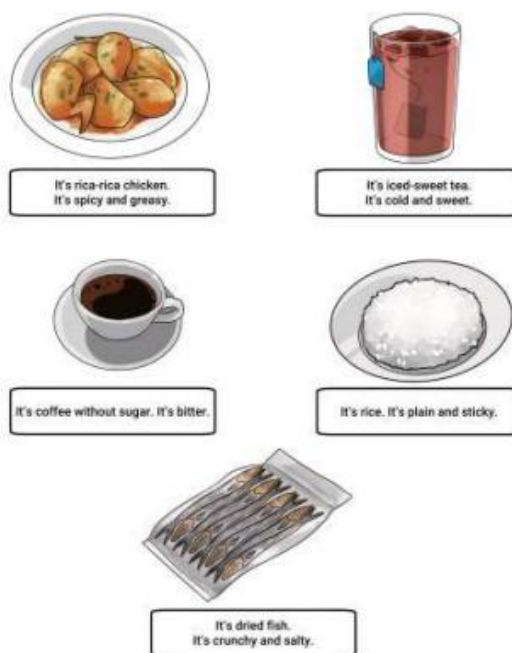 It's rica-rica chicken.
It's spicy and greasy.
It's iced-sweet tea.
It's cold and sweet.
It's coffee without sugar. It's bitter.
It's rice. It's plain and sticky.
It's dried fish.
It's crunchy and salty.